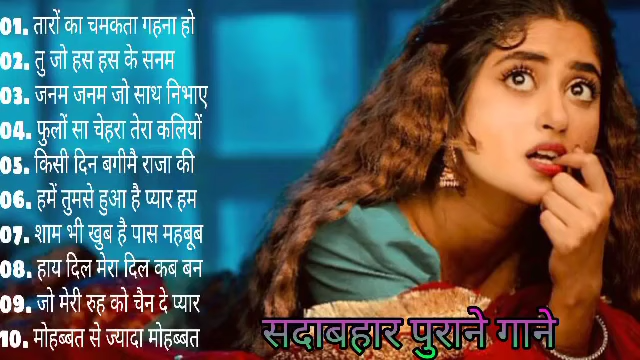 01. तारों का चमकता गहना हो
02. तु जो हस हस के सनम
03. जनम जनम जो साथ निभाए
04. फुलों सा चेहरा तेरा कलियों
05. किसी दिन बगीमै राजा की
06. हमें तुमसे हुआ है प्यार हम
07. शाम भी खुब है पास महबूब
08. हाय दिल मेरा दिल कब बन
09. जो मेरी रुह को चैन दे प्यार
10. मोहब्बत से ज्यादा मोहब्बत
सदाबहार पुराने गाने